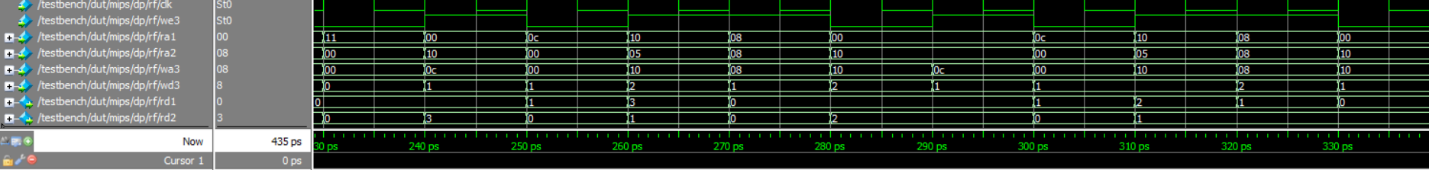 /testbench/dut/mips/dp/rf/clk St0
/testbench/dut/mips/dp/rf/we3 St0
/testbench/dut/mips/dp/rf/ra1 00 11 00 0c 10 08 00 0c 10 08 00
/testbench/dut/mips/dp/rf/ra2 08 00 10 00 05 08 10 00 05 08 10
/testbench/dut/mips/dp/rf/wa3 08 00 0c 00 10 08 10 0c 00 10 08 10
/testbench/dut/mips/dp/rf/wd3 8 0 1 1 2 1 2 1 1 2 1
/testbench/dut/mips/dp/rf/rd1 0 0 1 3 0 1 2 1 0
/testbench/dut/mips/dp/rf/rd2 3 0 3 0 1 0 2 0 1
Now 435 ps 30 ps 240 ps 250 ps 260 ps 270 ps 280 ps 290 ps 300 ps 310 ps 320 ps 330 ps
Cursor 1 0 ps